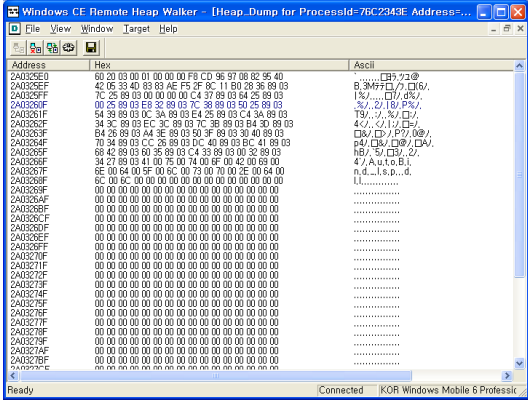 Windows CE Remote Heap Walker - [Heap_Dump for ProcessId=76C2343E Address=...
File View Window Target Help
Address Hex Ascii
2A0325E0 60 20 03 00 01 00 00 00 F8 CD 96 97 08 82 95 40
2A0325EF 42 05 33 4D 83 83 AE F5 2F 8C 11 B0 28 36 89 03
2A0325FF 7C 25 89 03 00 00 00 00 C4 37 89 03 64 25 89 03
2A03260F 00 25 89 03 E8 32 89 03 7C 38 89 03 50 25 89 03 .%/,.2/,|8/,P%/,
2A03261F 54 39 89 03 0C 3A 89 03 E4 25 89 03 C4 3A 89 03
2A03262F 34 3C 89 03 EC 3C 89 03 7C 3B 89 03 B4 3D 89 03
2A03263F B4 26 89 03 A4 3E 89 03 50 3F 89 03 30 40 89 03
2A03264F 70 34 89 03 CC 26 89 03 DC 40 89 03 BC 41 89 03
2A03265F 68 42 89 03 60 35 89 03 C4 33 89 03 00 32 89 03
2A03266F 34 27 89 03 41 00 75 00 74 00 6F 00 42 00 69 00 4'/,A,u,t,o,B,i,
2A03267F 6E 00 64 00 5F 00 6C 00 73 00 70 00 2E 00 64 00 n,d,_,l,s,p,.,d,
2A03268F 6C 00 6C 00 00 00 00 00 00 00 00 00 00 00 00 00 l,l,............
2A03269F 00 00 00 00 00 00 00 00 00 00 00 00 00 00 00 00 ................
2A0326AF 00 00 00 00 00 00 00 00 00 00 00 00 00 00 00 00 ................
2A0326BF 00 00 00 00 00 00 00 00 00 00 00 00 00 00 00 00 ................
2A0326CF 00 00 00 00 00 00 00 00 00 00 00 00 00 00 00 00 ................
2A0326DF 00 00 00 00 00 00 00 00 00 00 00 00 00 00 00 00 ................
2A0326EF 00 00 00 00 00 00 00 00 00 00 00 00 00 00 00 00 ................
2A0326FF 00 00 00 00 00 00 00 00 00 00 00 00 00 00 00 00 ................
2A03270F 00 00 00 00 00 00 00 00 00 00 00 00 00 00 00 00 ................
2A03271F 00 00 00 00 00 00 00 00 00 00 00 00 00 00 00 00 ................
2A03272F 00 00 00 00 00 00 00 00 00 00 00 00 00 00 00 00 ................
2A03273F 00 00 00 00 00 00 00 00 00 00 00 00 00 00 00 00 ................
2A03274F 00 00 00 00 00 00 00 00 00 00 00 00 00 00 00 00 ................
2A03275F 00 00 00 00 00 00 00 00 00 00 00 00 00 00 00 00 ................
2A03276F 00 00 00 00 00 00 00 00 00 00 00 00 00 00 00 00 ................
2A03277F 00 00 00 00 00 00 00 00 00 00 00 00 00 00 00 00 ................
2A03278F 00 00 00 00 00 00 00 00 00 00 00 00 00 00 00 00 ................
2A03279F 00 00 00 00 00 00 00 00 00 00 00 00 00 00 00 00 ................
2A0327AF 00 00 00 00 00 00 00 00 00 00 00 00 00 00 00 00 ................
2A0327BF 00 00 00 00 00 00 00 00 00 00 00 00 00 00 00 00 ................
2A0327CF 00 00 00 00 00 00 00 00 00 00 00 00 00 00 00 00
Ready Connected KOR Windows Mobile 6 Professic